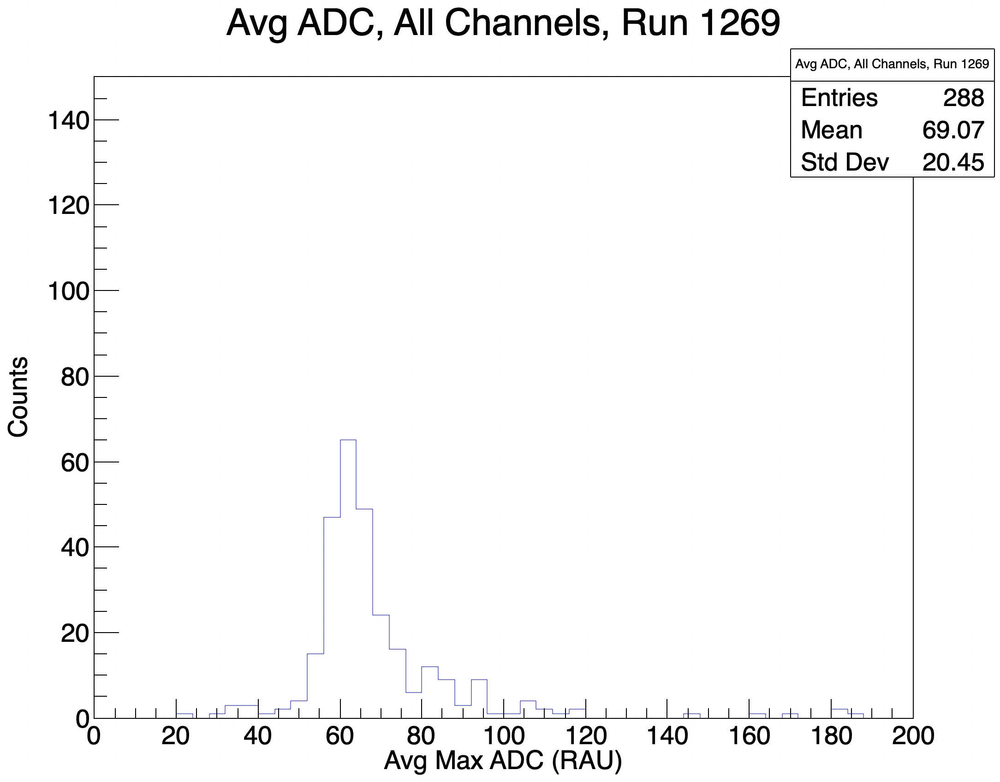 Avg ADC, All Channels, Run 1269
Avg ADC, All Channels, Run 1269
Entries 288
Mean 69.07
Std Dev 20.45
140
120
100
80
60
40
20
0
Counts
0 20 40 60 80 100 120 140 160 180 200
Avg Max ADC (RAU)